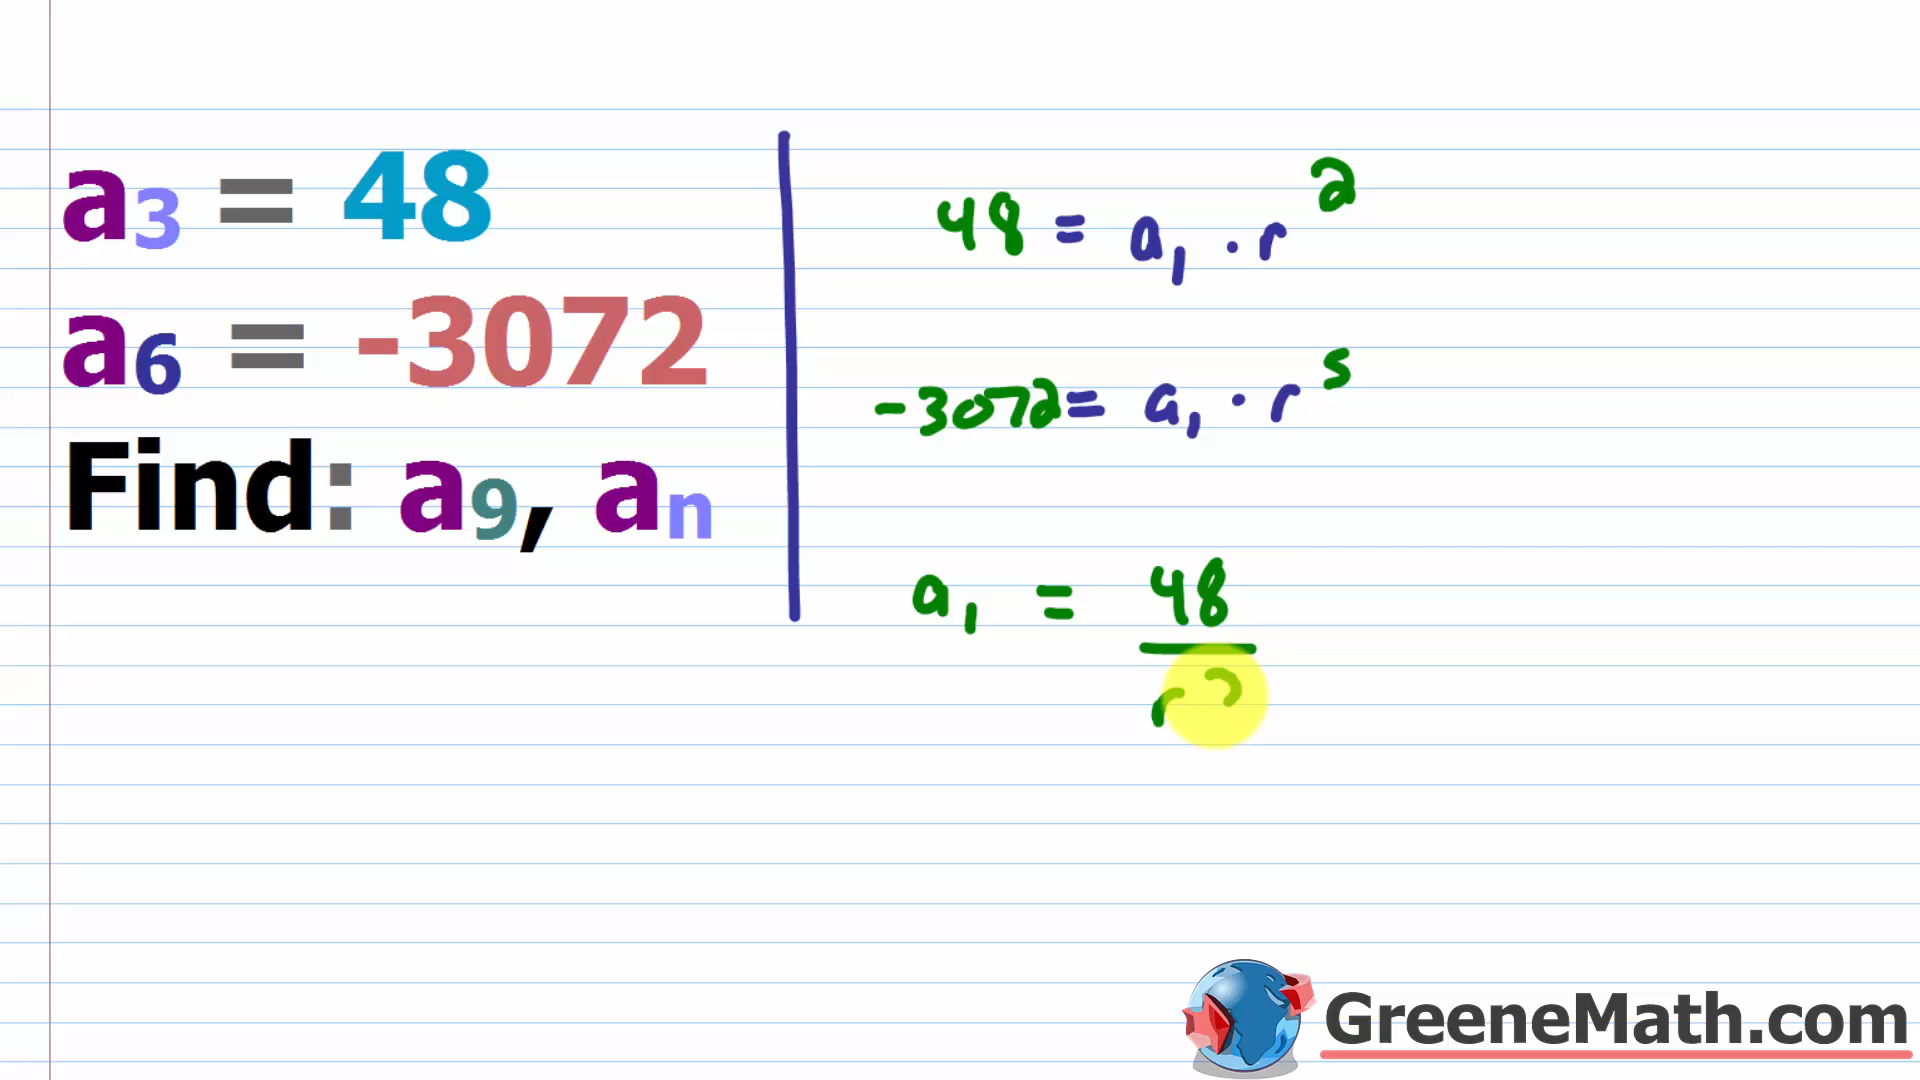 a₃ = 48
a₆ = -3072
Find: a₉, aₙ
48 = a₁ · r²
-3072 = a₁ · r⁵
a₁ = 48
r²
GreeneMath.com